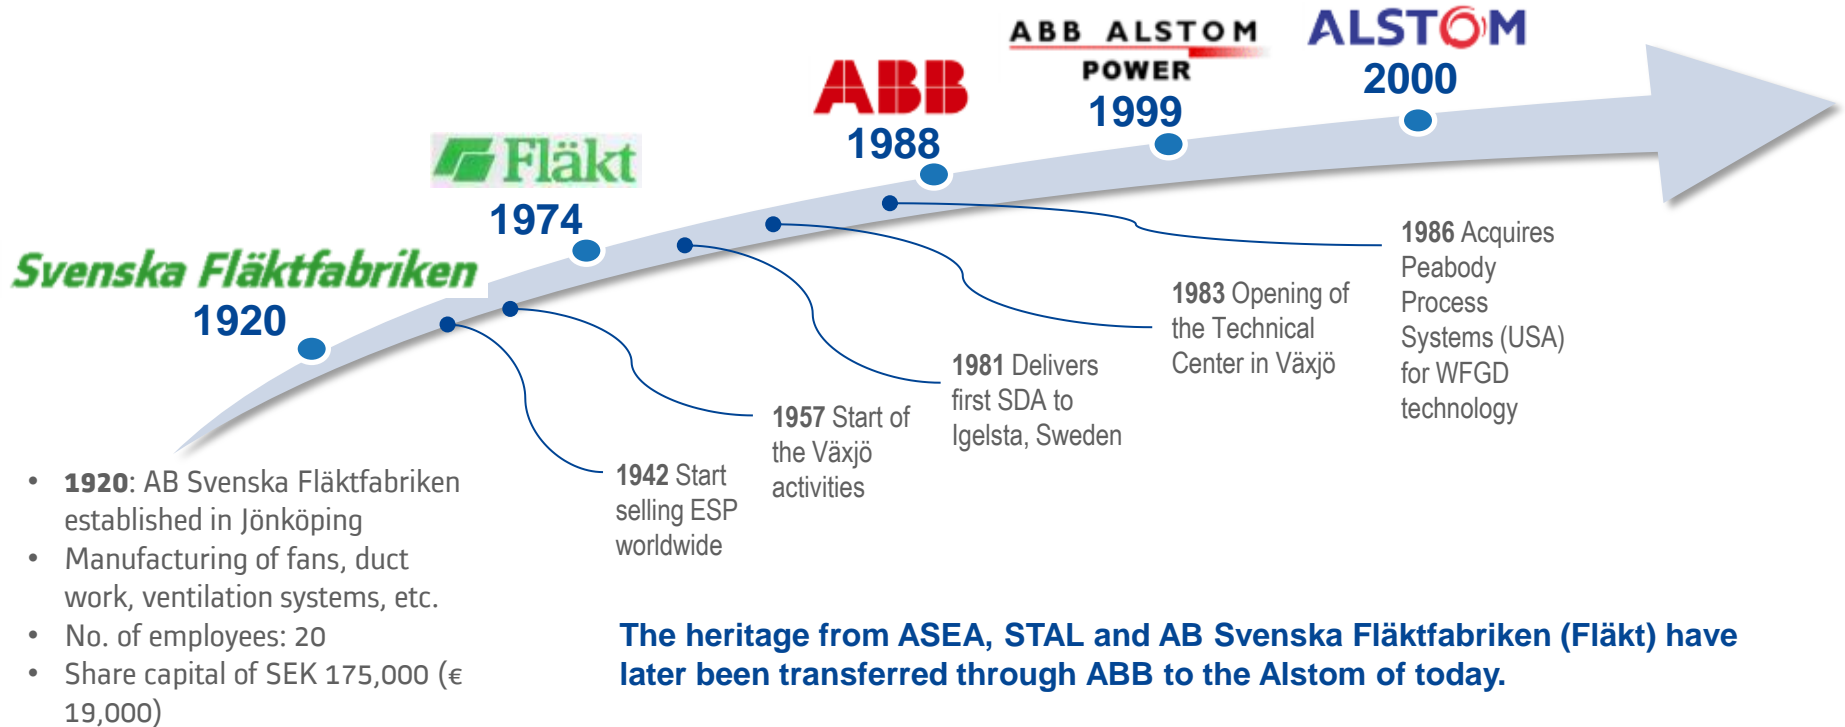 Svenska Fläktfabriken
1920
Fläkt
1974
ABB
1988
ABB ALSTOM
POWER
1999
ALSTOM
2000
• 1920: AB Svenska Fläktfabriken
established in Jönköping
• Manufacturing of fans, duct
work, ventilation systems, etc.
• No. of employees: 20
• Share capital of SEK 175,000 (€
19,000)
1942 Start
selling ESP
worldwide
1957 Start of
the Växjö
activities
1981 Delivers
first SDA to
Igelsta, Sweden
1983 Opening of
the Technical
Center in Växjö
1986 Acquires
Peabody
Process
Systems (USA)
for WFGD
technology
The heritage from ASEA, STAL and AB Svenska Fläktfabriken (Fläkt) have
later been transferred through ABB to the Alstom of today.